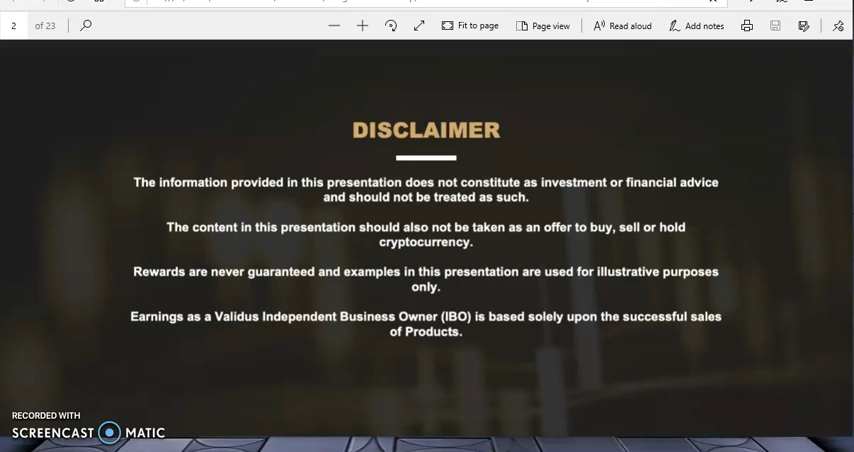 2 of 23 Fit to page Page view Read aloud Add notes
DISCLAIMER
The information provided in this presentation does not constitute as investment or financial advice
and should not be treated as such.
The content in this presentation should also not be taken as an offer to buy, sell or hold
cryptocurrency.
Rewards are never guaranteed and examples in this presentation are used for illustrative purposes
only.
Earnings as a Validus Independent Business Owner (IBO) is based solely upon the successful sales
of Products.
RECORDED WITH
SCREENCAST MATIC